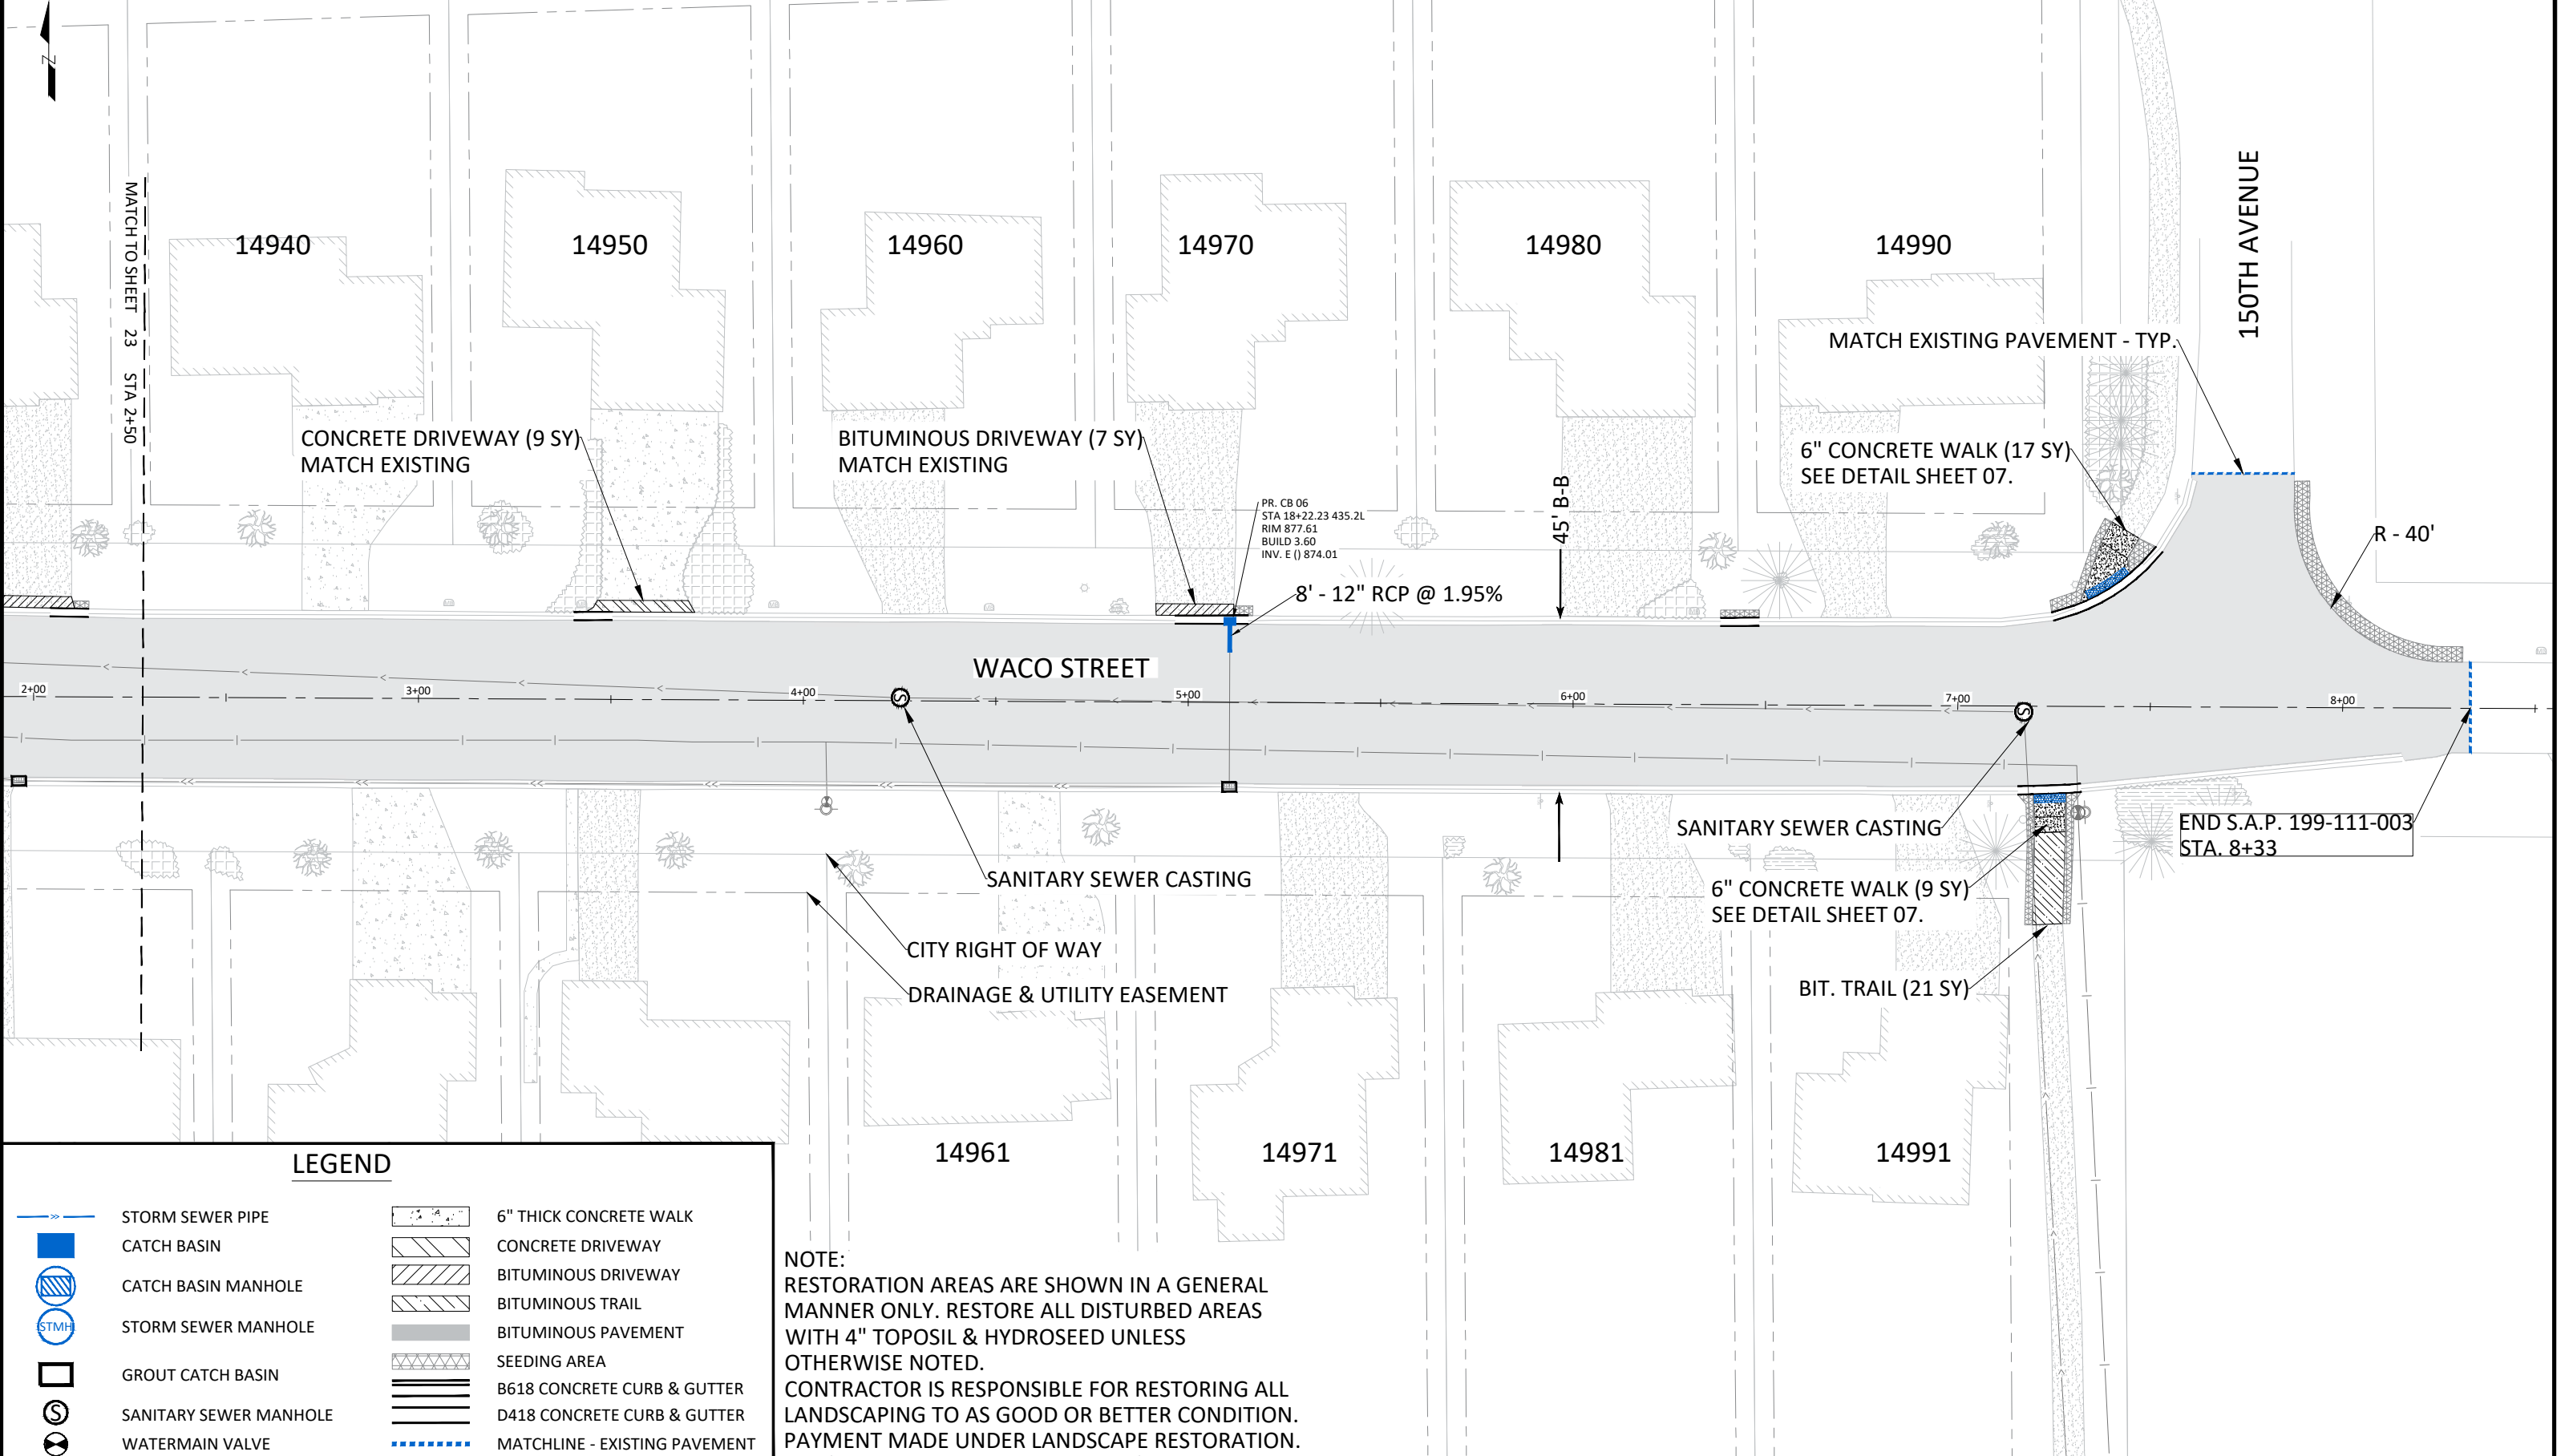 N
MATCH TO SHEET 23 STA 2+50
14940
14950
14960
14970
14980
14990
150TH AVENUE
MATCH EXISTING PAVEMENT - TYP.
CONCRETE DRIVEWAY (9 SY)
MATCH EXISTING
BITUMINOUS DRIVEWAY (7 SY)
MATCH EXISTING
6" CONCRETE WALK (17 SY)
SEE DETAIL SHEET 07.
PR. CB 06
STA 18+22.23 435.2L
RIM 877.61
BUILD 3.60
INV. E () 874.01
45' B-B
R - 40'
8' - 12" RCP @ 1.95%
WACO STREET
2+00
3+00
4+00
5+00
6+00
7+00
8+00
S
S
SANITARY SEWER CASTING
END S.A.P. 199-111-003
STA. 8+33
SANITARY SEWER CASTING
6" CONCRETE WALK (9 SY)
SEE DETAIL SHEET 07.
CITY RIGHT OF WAY
DRAINAGE & UTILITY EASEMENT
BIT. TRAIL (21 SY)
14961
14971
14981
14991
LEGEND
STORM SEWER PIPE
CATCH BASIN
CATCH BASIN MANHOLE
STMH
STORM SEWER MANHOLE
GROUT CATCH BASIN
S
SANITARY SEWER MANHOLE
WATERMAIN VALVE
6" THICK CONCRETE WALK
CONCRETE DRIVEWAY
BITUMINOUS DRIVEWAY
BITUMINOUS TRAIL
BITUMINOUS PAVEMENT
SEEDING AREA
B618 CONCRETE CURB & GUTTER
D418 CONCRETE CURB & GUTTER
MATCHLINE - EXISTING PAVEMENT
NOTE:
RESTORATION AREAS ARE SHOWN IN A GENERAL
MANNER ONLY. RESTORE ALL DISTURBED AREAS
WITH 4" TOPOSIL & HYDROSEED UNLESS
OTHERWISE NOTED.
CONTRACTOR IS RESPONSIBLE FOR RESTORING ALL
LANDSCAPING TO AS GOOD OR BETTER CONDITION.
PAYMENT MADE UNDER LANDSCAPE RESTORATION.